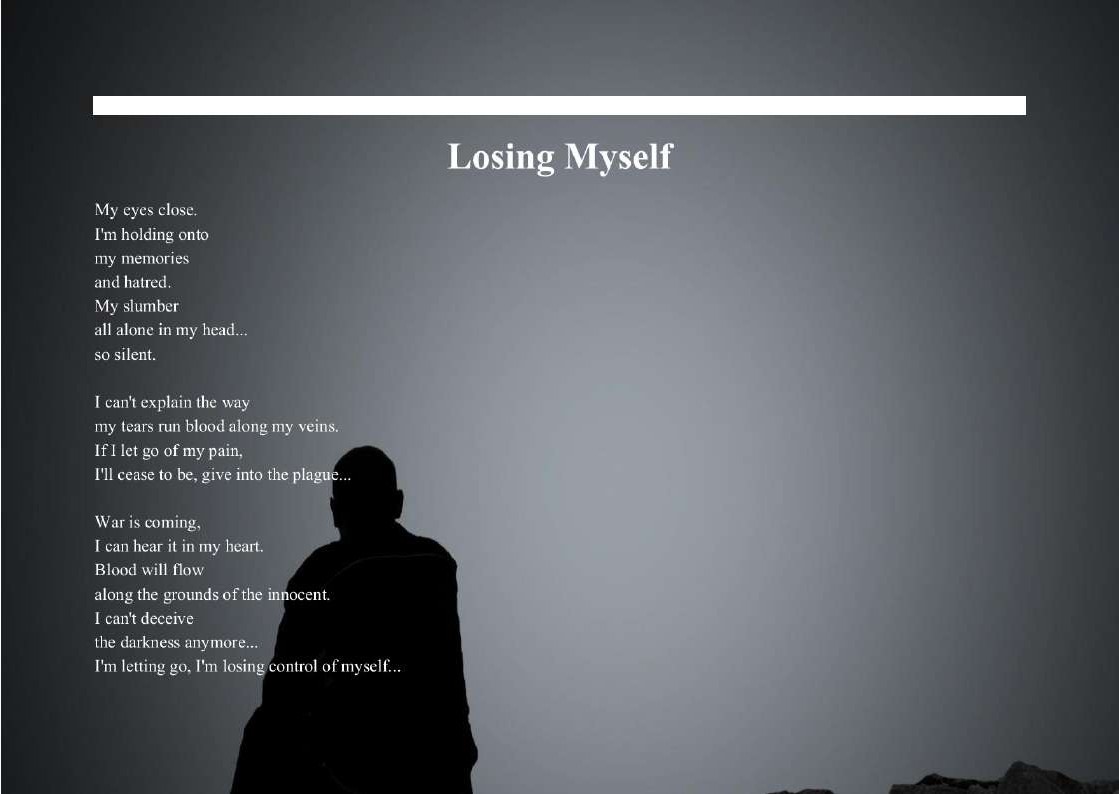 Losing Myself
My eyes close.
I'm holding onto
my memories
and hatred.
My slumber
all alone in my head...
so silent.
I can't explain the way
my tears run blood along my veins.
If I let go of my pain,
I'll cease to be, give into the plague...
War is coming,
I can hear it in my heart.
Blood will flow
along the grounds of the innocent.
I can't deceive
the darkness anymore...
I'm letting go, I'm losing control of myself...